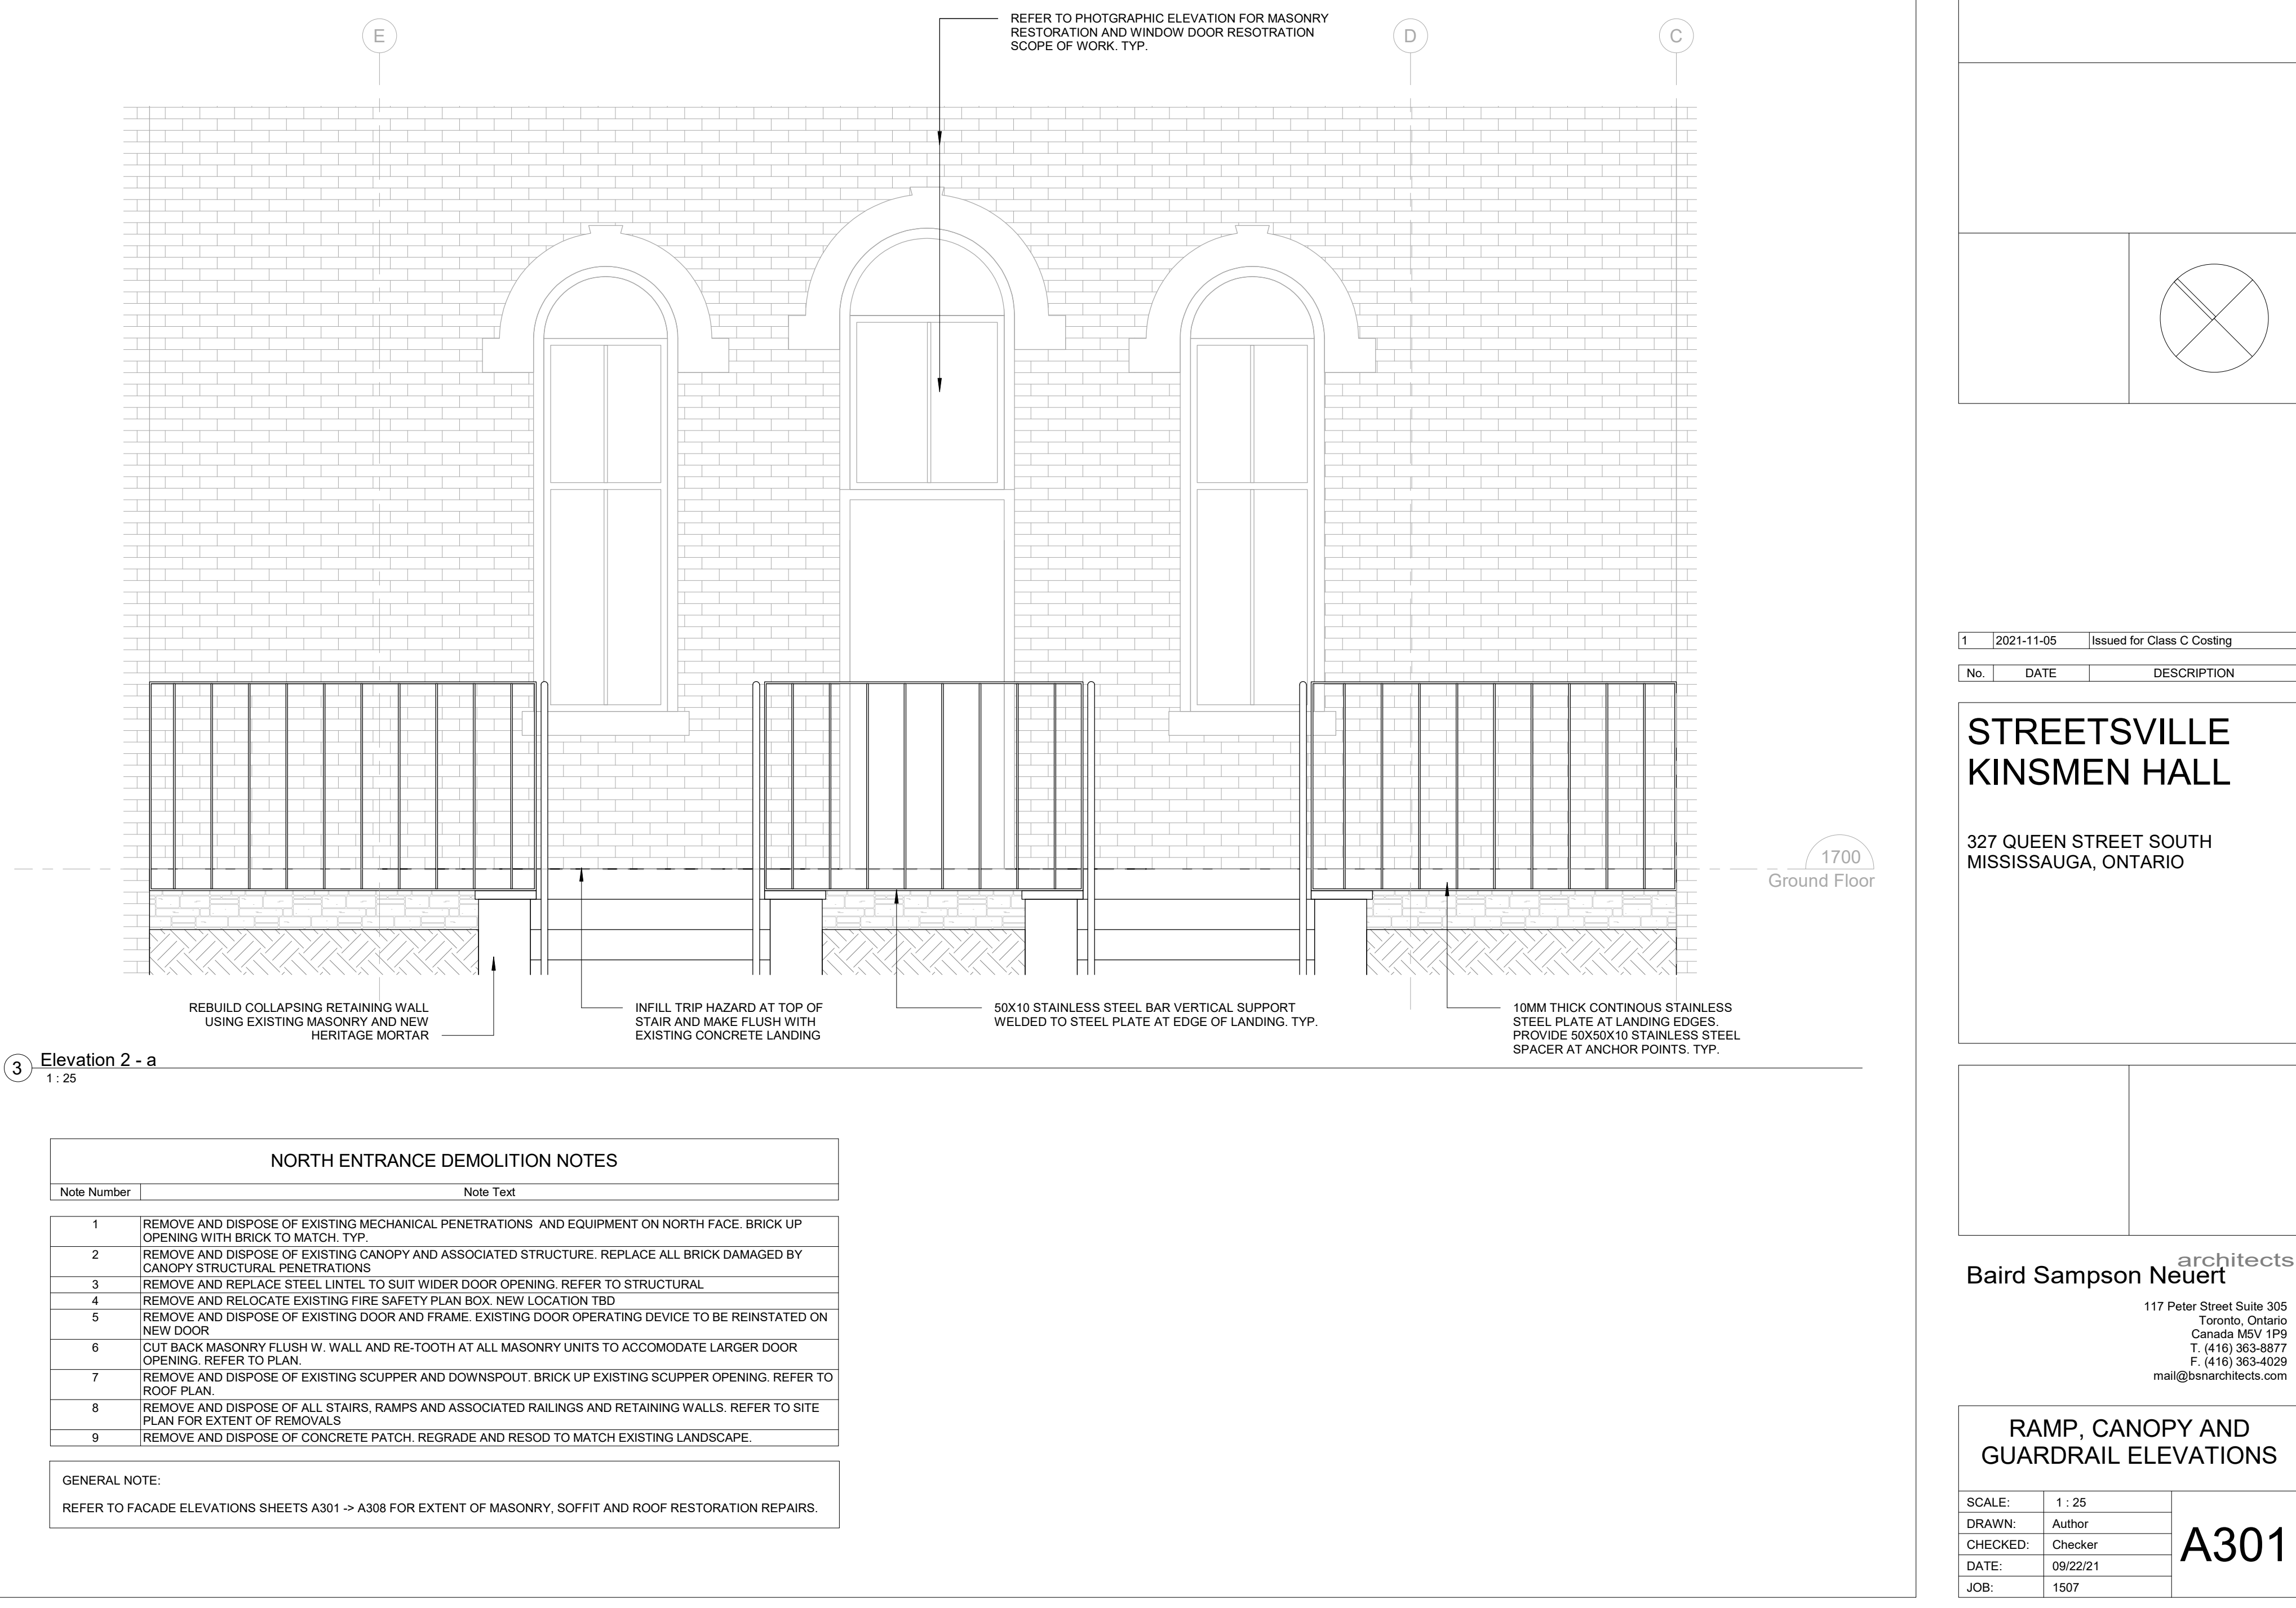 E
REFER TO PHOTGRAPHIC ELEVATION FOR MASONRY
RESTORATION AND WINDOW DOOR RESOTRATION
SCOPE OF WORK. TYP.
D
C
1700
Ground Floor
REBUILD COLLAPSING RETAINING WALL
USING EXISTING MASONRY AND NEW
HERITAGE MORTAR
INFILL TRIP HAZARD AT TOP OF
STAIR AND MAKE FLUSH WITH
EXISTING CONCRETE LANDING
50X10 STAINLESS STEEL BAR VERTICAL SUPPORT
WELDED TO STEEL PLATE AT EDGE OF LANDING. TYP.
10MM THICK CONTINOUS STAINLESS
STEEL PLATE AT LANDING EDGES.
PROVIDE 50X50X10 STAINLESS STEEL
SPACER AT ANCHOR POINTS. TYP.
3 Elevation 2 - a
1 : 25
NORTH ENTRANCE DEMOLITION NOTES
Note Number Note Text
1 REMOVE AND DISPOSE OF EXISTING MECHANICAL PENETRATIONS AND EQUIPMENT ON NORTH FACE. BRICK UP
OPENING WITH BRICK TO MATCH. TYP.
2 REMOVE AND DISPOSE OF EXISTING CANOPY AND ASSOCIATED STRUCTURE. REPLACE ALL BRICK DAMAGED BY
CANOPY STRUCTURAL PENETRATIONS
3 REMOVE AND REPLACE STEEL LINTEL TO SUIT WIDER DOOR OPENING. REFER TO STRUCTURAL
4 REMOVE AND RELOCATE EXISTING FIRE SAFETY PLAN BOX. NEW LOCATION TBD
5 REMOVE AND DISPOSE OF EXISTING DOOR AND FRAME. EXISTING DOOR OPERATING DEVICE TO BE REINSTATED ON
NEW DOOR
6 CUT BACK MASONRY FLUSH W. WALL AND RE-TOOTH AT ALL MASONRY UNITS TO ACCOMODATE LARGER DOOR
OPENING. REFER TO PLAN.
7 REMOVE AND DISPOSE OF EXISTING SCUPPER AND DOWNSPOUT. BRICK UP EXISTING SCUPPER OPENING. REFER TO
ROOF PLAN.
8 REMOVE AND DISPOSE OF ALL STAIRS, RAMPS AND ASSOCIATED RAILINGS AND RETAINING WALLS. REFER TO SITE
PLAN FOR EXTENT OF REMOVALS
9 REMOVE AND DISPOSE OF CONCRETE PATCH. REGRADE AND RESOD TO MATCH EXISTING LANDSCAPE.
GENERAL NOTE:
REFER TO FACADE ELEVATIONS SHEETS A301 -> A308 FOR EXTENT OF MASONRY, SOFFIT AND ROOF RESTORATION REPAIRS.
1 2021-11-05 Issued for Class C Costing
No. DATE DESCRIPTION
STREETSVILLE
KINSMEN HALL
327 QUEEN STREET SOUTH
MISSISSAUGA, ONTARIO
architects
Baird Sampson Neuert
117 Peter Street Suite 305
Toronto, Ontario
Canada M5V 1P9
T. (416) 363-8877
F. (416) 363-4029
mail@bsnarchitects.com
RAMP, CANOPY AND
GUARDRAIL ELEVATIONS
SCALE: 1 : 25
DRAWN: Author
CHECKED: Checker
DATE: 09/22/21
JOB: 1507
A301